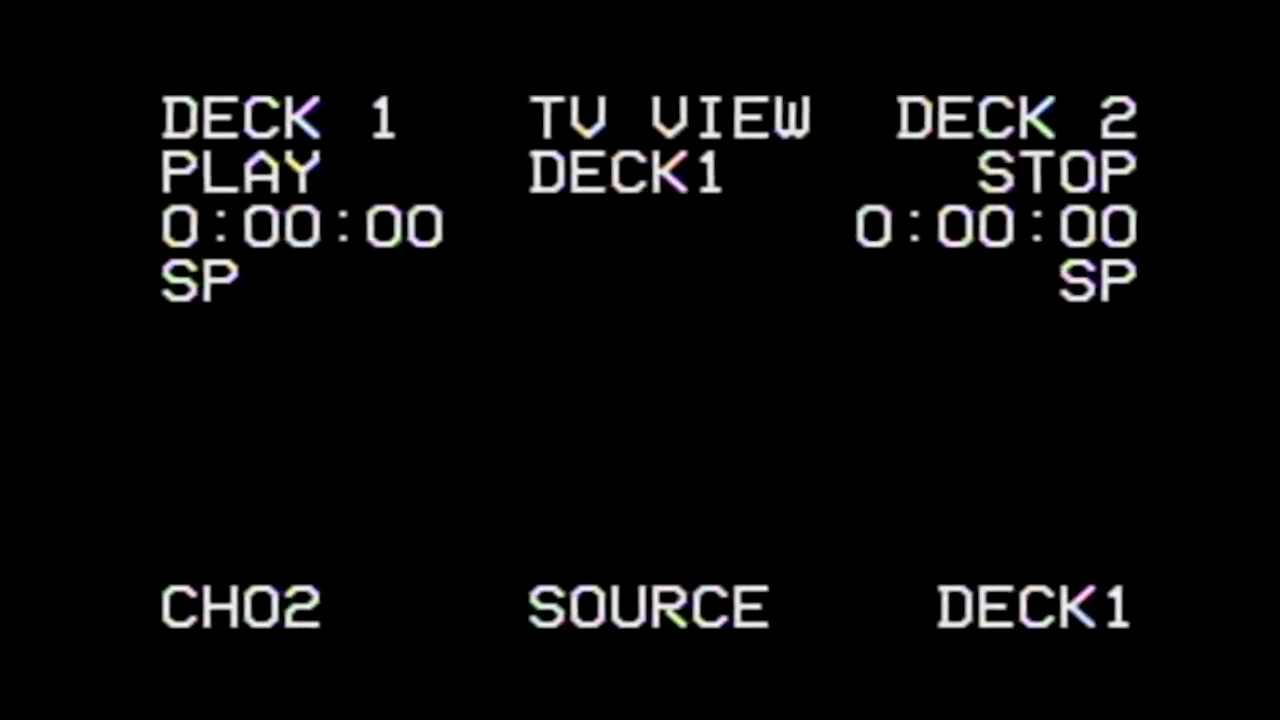 DECK 1 TV VIEW DECK 2
PLAY DECK1 STOP
0:00:00 0:00:00
SP SP
CH02 SOURCE DECK1